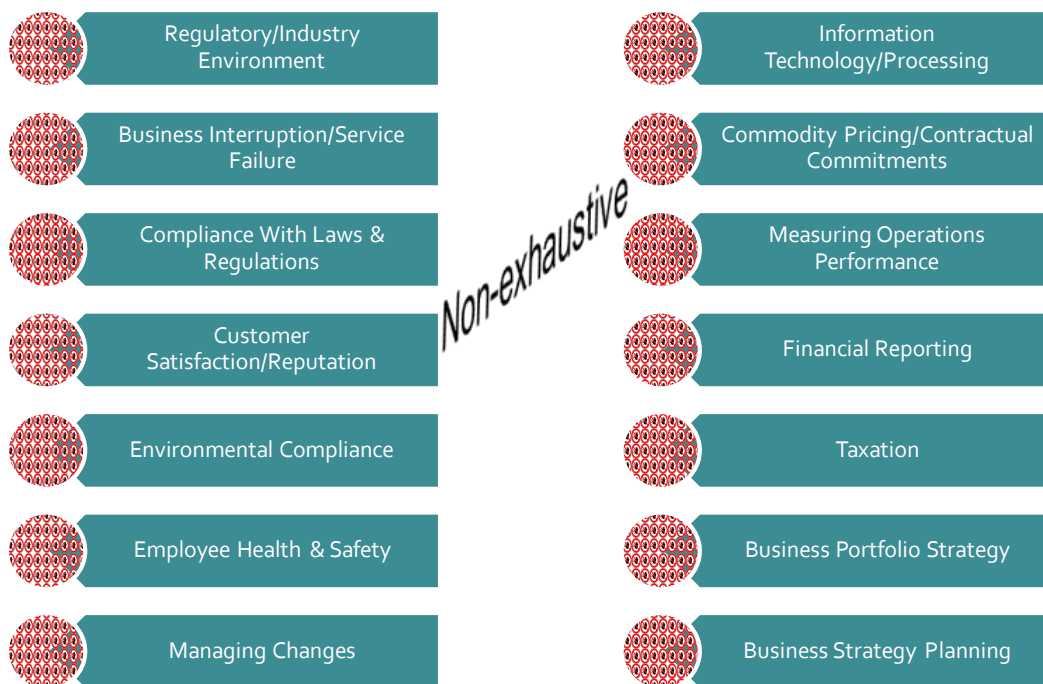 Regulatory/Industry
Environment
Business Interruption/Service
Failure
Compliance With Laws &
Regulations
Customer
Satisfaction/Reputation
Environmental Compliance
Employee Health & Safety
Managing Changes
Non-exhaustive
Information
Technology/Processing
Commodity Pricing/Contractual
Commitments
Measuring Operations
Performance
Financial Reporting
Taxation
Business Portfolio Strategy
Business Strategy Planning